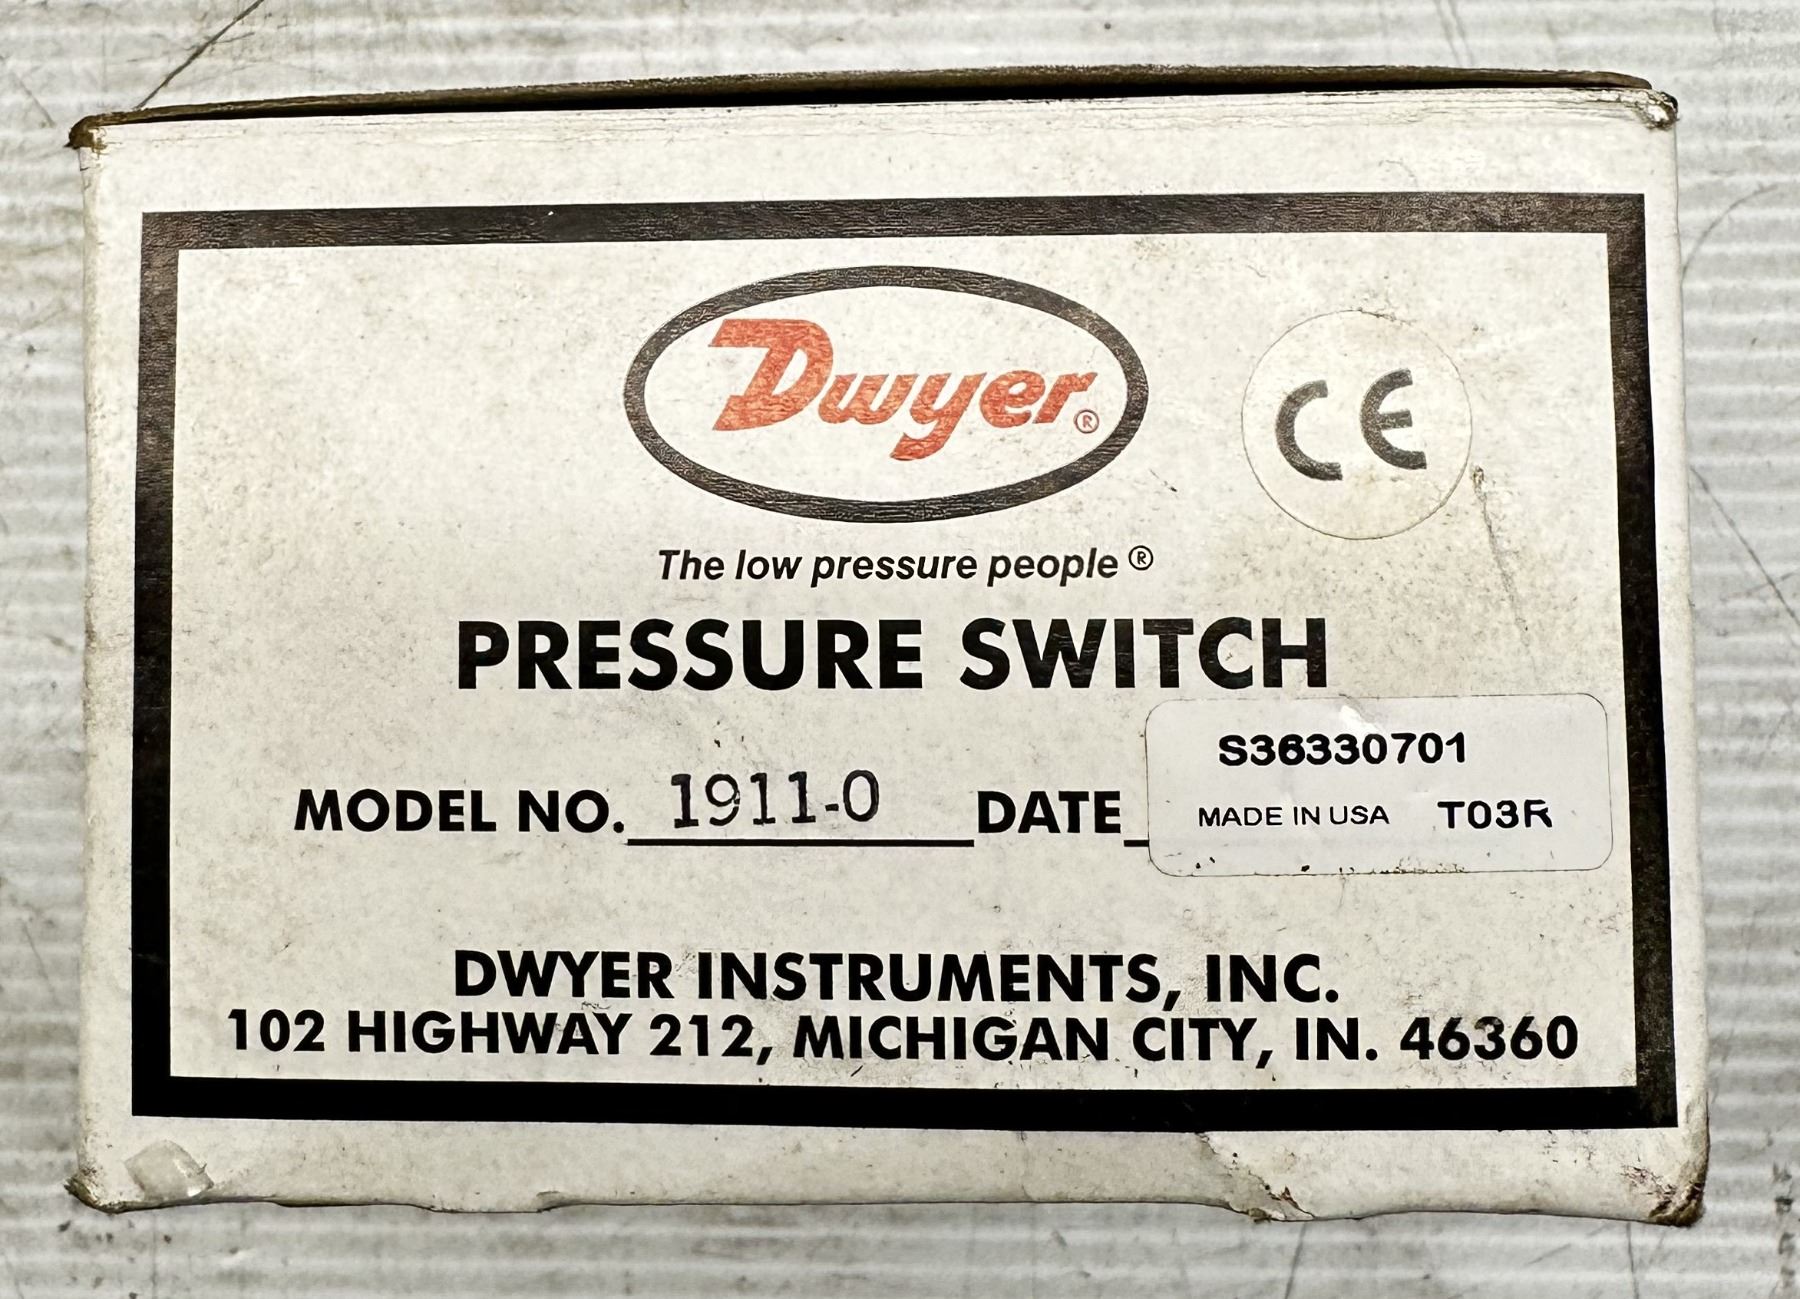 Dwyer®
CE
The low pressure people®
PRESSURE SWITCH
S36330701
MODEL NO. 1911-0 DATE
MADE IN USA T03R
DWYER INSTRUMENTS, INC.
102 HIGHWAY 212, MICHIGAN CITY, IN. 46360